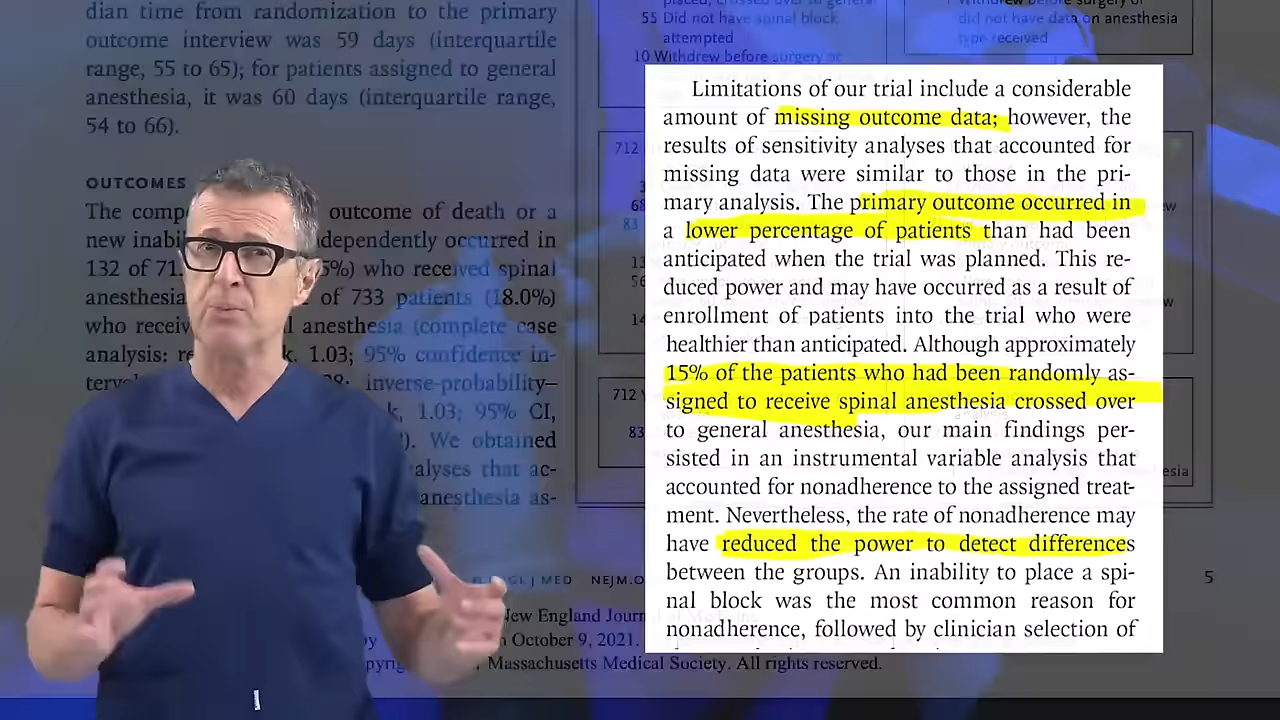 dian time from randomization to the primary
outcome interview was 59 days (interquartile
range, 55 to 65); for patients assigned to general
anesthesia, it was 60 days (interquartile range,
54 to 66).
OUTCOMES
The comp outcome of death or a
new inabi dependently occurred in
132 of 71 5%) who received spinal
anesthesia of 733 patients (18.0%)
who receiv anesthesia (complete case
analysis: re k, 1.03; 95% confidence in-
terv 28; inverse-probability–
k, 1.03; 95% CI,
). We obtained
alyses that ac-
anesthesia as-
55 Did not have spinal block
attempted
10 Withdrew before surgery or
did not have data on anesthesia
type received
712
83
712
83
Limitations of our trial include a considerable
amount of missing outcome data; however, the
results of sensitivity analyses that accounted for
missing data were similar to those in the pri-
mary analysis. The primary outcome occurred in
a lower percentage of patients than had been
anticipated when the trial was planned. This re-
duced power and may have occurred as a result of
enrollment of patients into the trial who were
healthier than anticipated. Although approximately
15% of the patients who had been randomly as-
signed to receive spinal anesthesia crossed over
to general anesthesia, our main findings per-
sisted in an instrumental variable analysis that
accounted for nonadherence to the assigned treat-
ment. Nevertheless, the rate of nonadherence may
have reduced the power to detect differences
between the groups. An inability to place a spi-
nal block was the most common reason for
nonadherence, followed by clinician selection of
J MED NEJM.O
5
New England Jour
October 9, 2021.
Massachusetts Medical Society. All rights reserved.